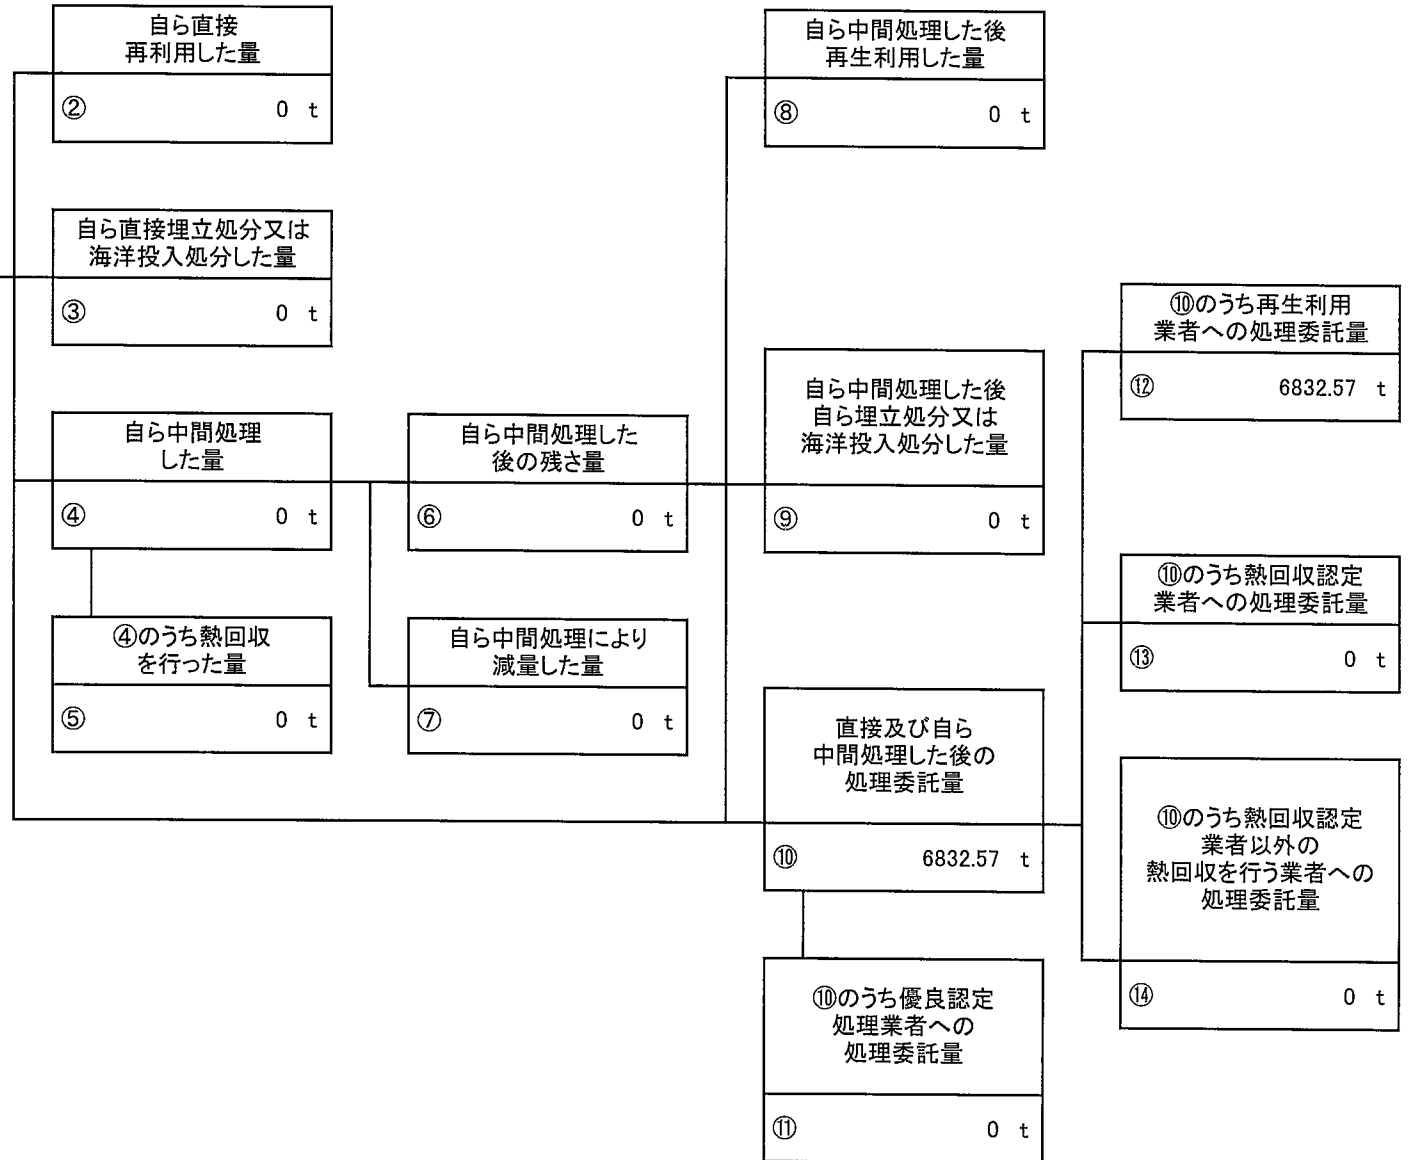 自ら直接
再利用した量
② 0 t
自ら直接埋立処分又は
海洋投入処分した量
③ 0 t
自ら中間処理
した量
④ 0 t
④のうち熱回収
を行った量
⑤ 0 t
自ら中間処理した
後の残さ量
⑥ 0 t
自ら中間処理により
減量した量
⑦ 0 t
自ら中間処理した後
再生利用した量
⑧ 0 t
自ら中間処理した後
自ら埋立処分又は
海洋投入処分した量
⑨ 0 t
直接及び自ら
中間処理した後の
処理委託量
⑩ 6832.57 t
⑩のうち優良認定
処理業者への
処理委託量
⑪ 0 t
⑩のうち再生利用
業者への処理委託量
⑫ 6832.57 t
⑩のうち熱回収認定
業者への処理委託量
⑬ 0 t
⑩のうち熱回収認定
業者以外の
熱回収を行う業者への
処理委託量
⑭ 0 t